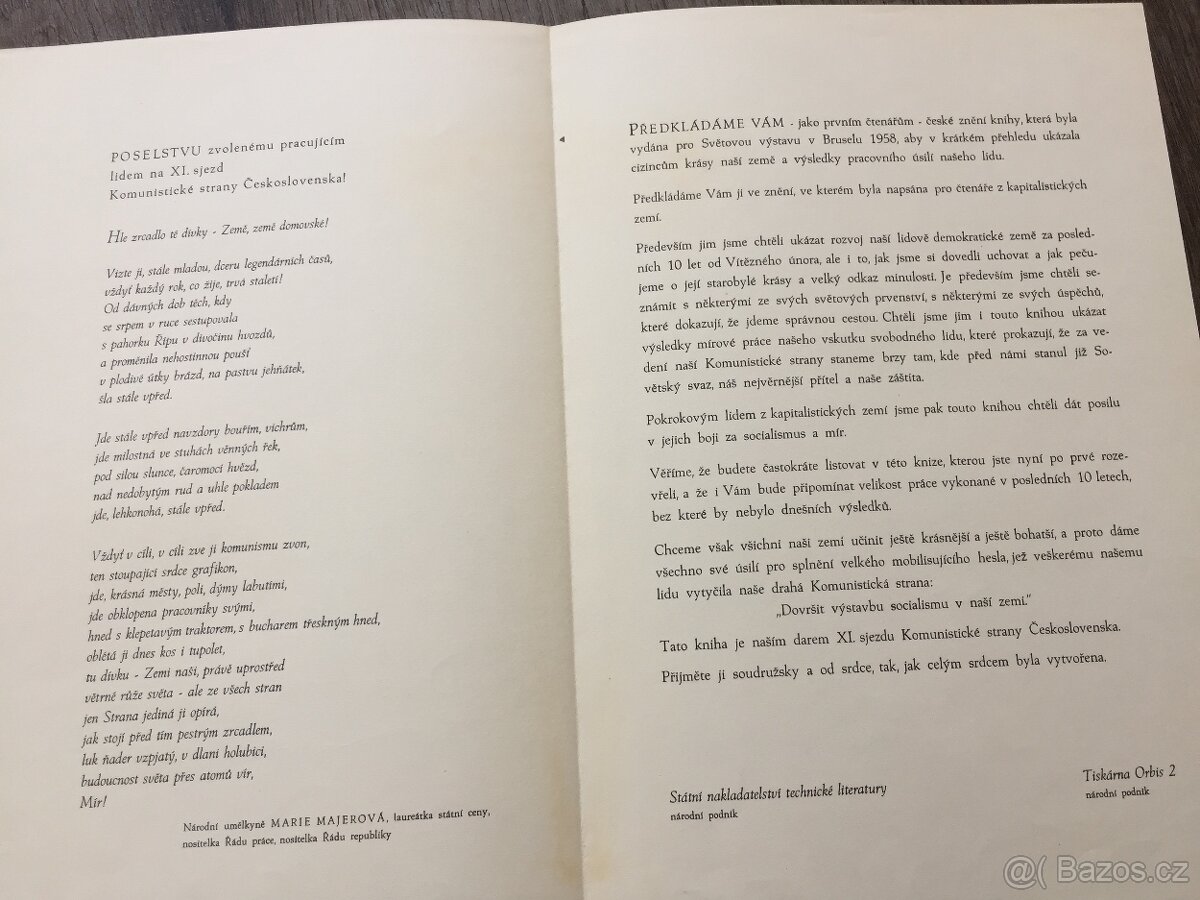 POSELSTVU zvolenému pracujícím
lidem na XI. sjezd
Komunistické strany Československa!
Hle zrcadlo té dívky - Země, země domovské!
Vizte ji, stále mladou, dceru legendárních časů,
vždyť každý rok, co žije, trvá staletí!
Od dávných dob těch, kdy
se srpem v ruce sestupovala
s pahorku Řípu v divočinu hvozdů,
a proměnila nehostinnou poušť
v plodivé útky brázd, na pastvu jehňátek,
šla stále vpřed.
Jde stále vpřed navzdory bouřím, vichrům,
jde milostná ve stuhách věnných řek,
pod silou slunce, čaromocí hvězd,
nad nedobytým rud a uhle pokladem
jde, lehkonohá, stále vpřed.
Vždyť v cíli, v cíli zve ji komunismu zvon,
ten stoupající srdce grafikon,
jde, krásná městy, poli, dýmy labutími,
jde obklopena pracovníky svými,
hned s klepetavým traktorem, s bucharem třeskným hned,
oblétá ji dnes kos i tupolet,
tu dívku - Zemi naši, právě uprostřed
větrné růže světa - ale ze všech stran
jen Strana jediná ji opírá,
jak stojí před tím pestrým zrcadlem,
luk ňader vzpjatý, v dlani holubici,
budoucnost světa přes atomů vír,
Mír!
Národní umělkyně MARIE MAJEROVÁ, laureátka státní ceny,
nositelka Řádu práce, nositelka Řádu republiky
PŘEDKLÁDÁME VÁM - jako prvním čtenářům - české znění knihy, která byla
vydána pro Světovou výstavu v Bruselu 1958, aby v krátkém přehledu ukázala
cizincům krásy naší země a výsledky pracovního úsilí našeho lidu.
Předkládáme Vám ji ve znění, ve kterém byla napsána pro čtenáře z kapitalistických
zemí.
Především jim jsme chtěli ukázat rozvoj naší lidově demokratické země za posled-
ních 10 let od Vítězného února, ale i to, jak jsme si dovedli uchovat a jak peču-
jeme o její starobylé krásy a velký odkaz minulosti. Je především jsme chtěli se-
známit s některými ze svých světových prvenství, s některými ze svých úspěchů,
které dokazují, že jdeme správnou cestou. Chtěli jsme jim i touto knihou ukázat
výsledky mírové práce našeho vskutku svobodného lidu, které prokazují, že za ve-
dení naší Komunistické strany staneme brzy tam, kde před námi stanul již So-
větský svaz, náš nejvěrnější přítel a naše záštita.
Pokrokovým lidem z kapitalistických zemí jsme pak touto knihou chtěli dát posilu
v jejich boji za socialismus a mír.
Věříme, že budete častokráte listovat v této knize, kterou jste nyní po prvé roze-
vřeli, a že i Vám bude připomínat velikost práce vykonané v posledních 10 letech,
bez které by nebylo dnešních výsledků.
Chceme však všichni naši zemi učinit ještě krásnější a ještě bohatší, a proto dáme
všechno své úsilí pro splnění velkého mobilisujícího hesla, jež veškerému našemu
lidu vytyčila naše drahá Komunistická strana:
„Dovršit výstavbu socialismu v naší zemi.“
Tato kniha je naším darem XI. sjezdu Komunistické strany Československa.
Přijměte ji soudružsky a od srdce, tak, jak celým srdcem byla vytvořena.
Státní nakladatelství technické literatury
národní podnik
Tiskárna Orbis 2
národní podnik
@( Bazos.cz